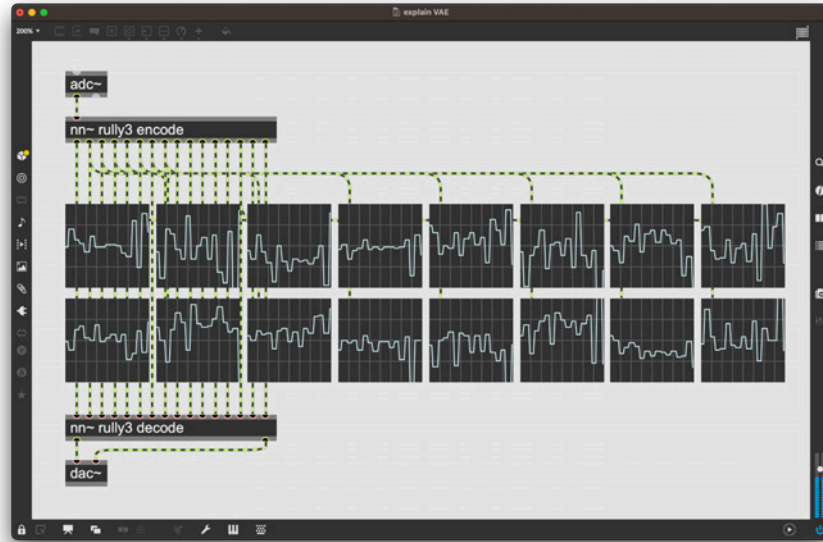 explain VAE
200%
adc~
nn~ rully3 encode
nn~ rully3 decode
dac~